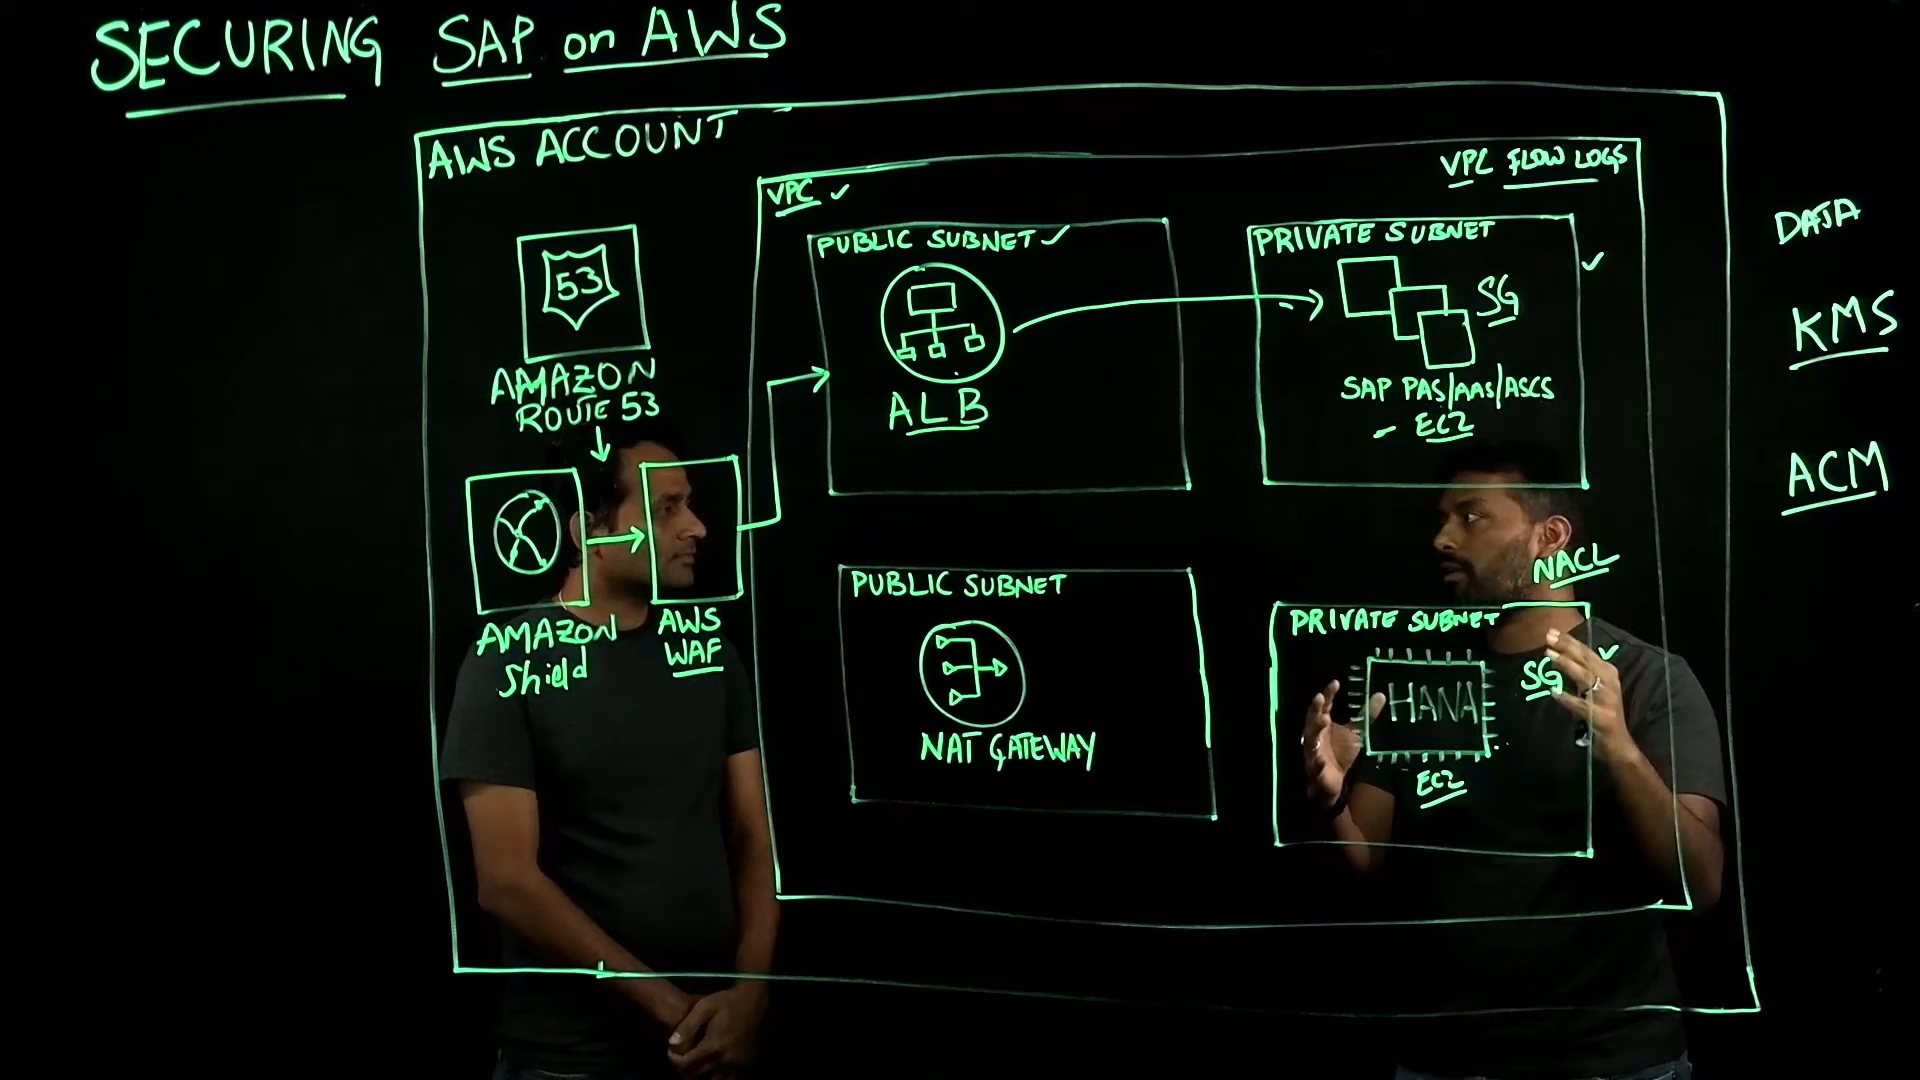 SECURING SAP on AWS
AWS ACCOUNT
VPC
VPC FLOW LOGS
PUBLIC SUBNET
ALB
PRIVATE SUBNET
SG
SAP PAS/AAS/ASCS
- EC2
53
AMAZON
ROUTE 53
AMAZON
Shield
AWS
WAF
PUBLIC SUBNET
NAT GATEWAY
NACL
PRIVATE SUBNET
SG
HANA
EC2
DATA
KMS
ACM